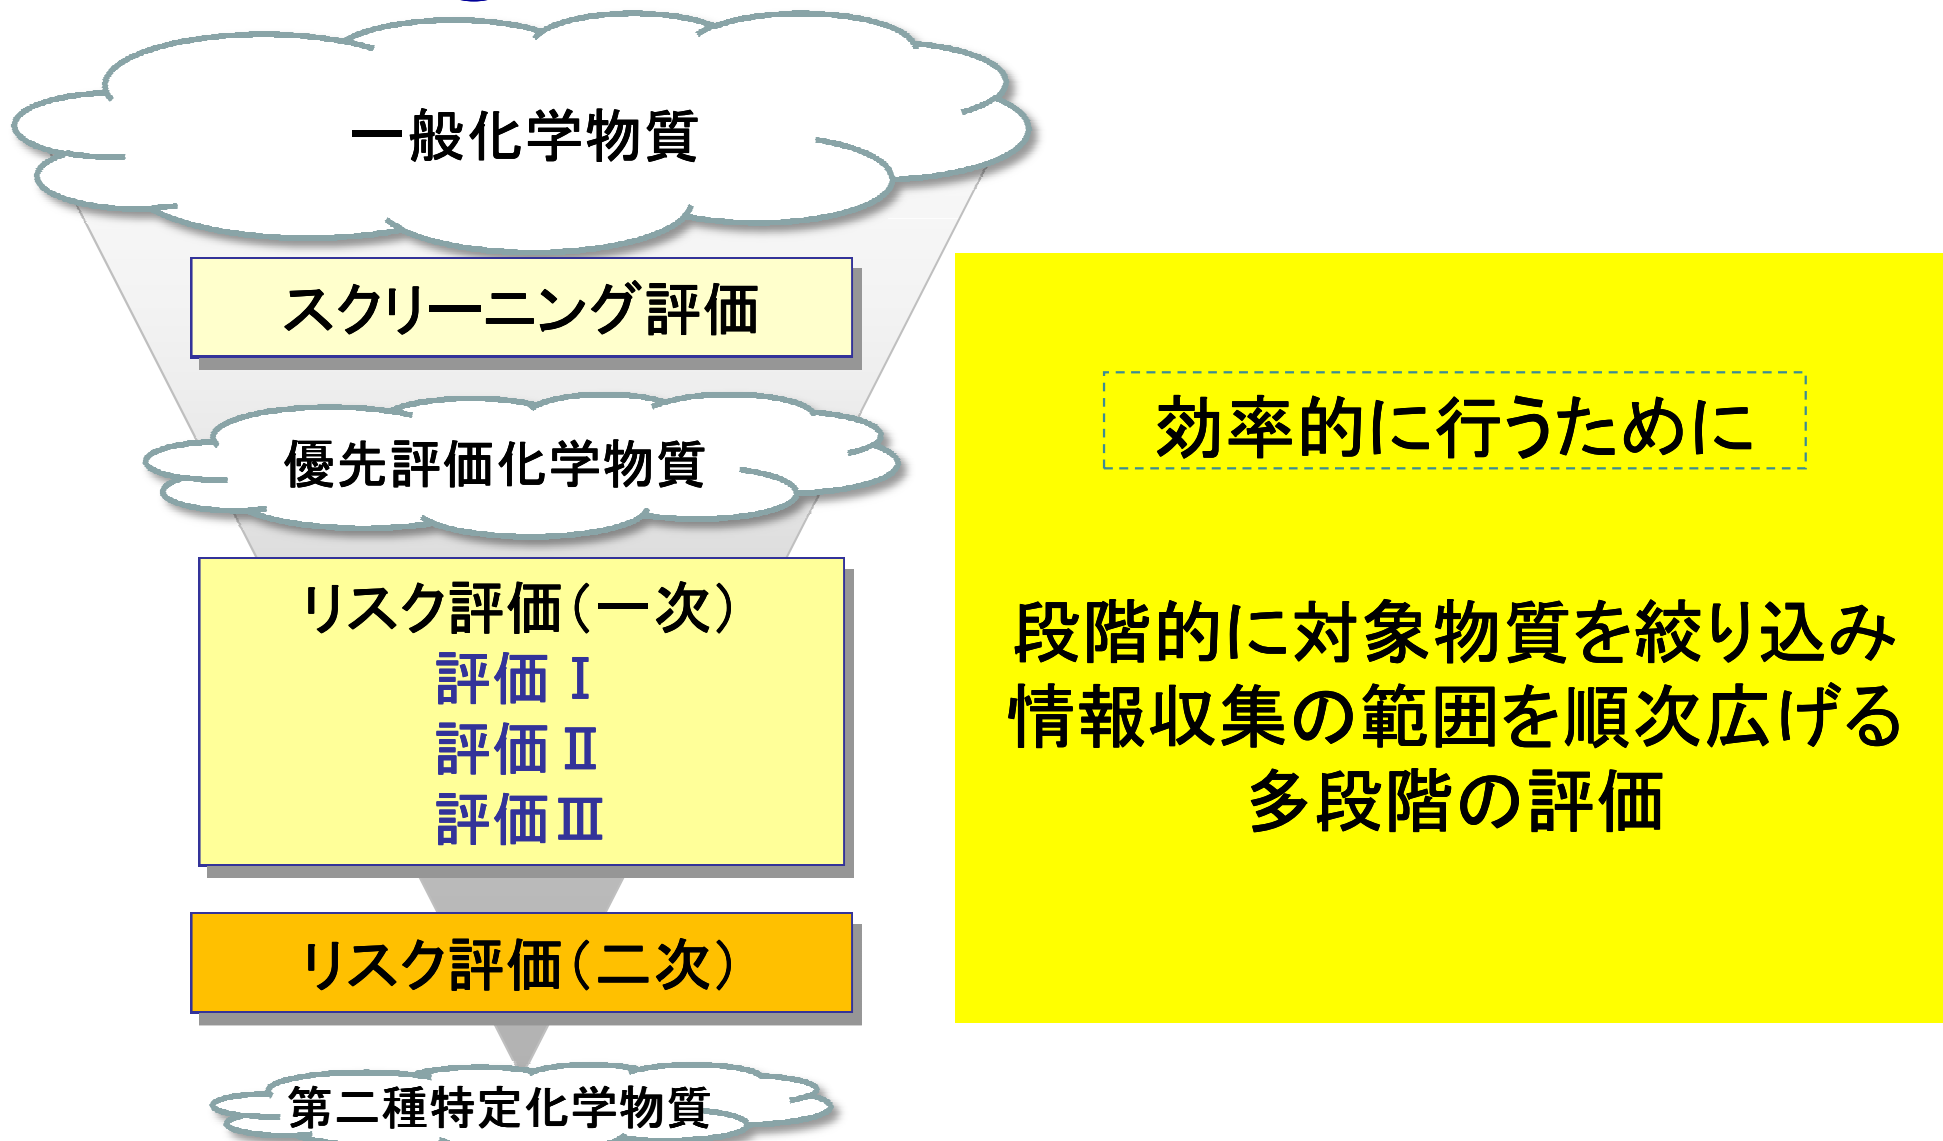 一般化学物質
スクリーニング評価
優先評価化学物質
リスク評価（一次）
評価Ⅰ
評価Ⅱ
評価Ⅲ
リスク評価（二次）
第二種特定化学物質
効率的に行うために
段階的に対象物質を絞り込み
情報収集の範囲を順次広げる
多段階の評価